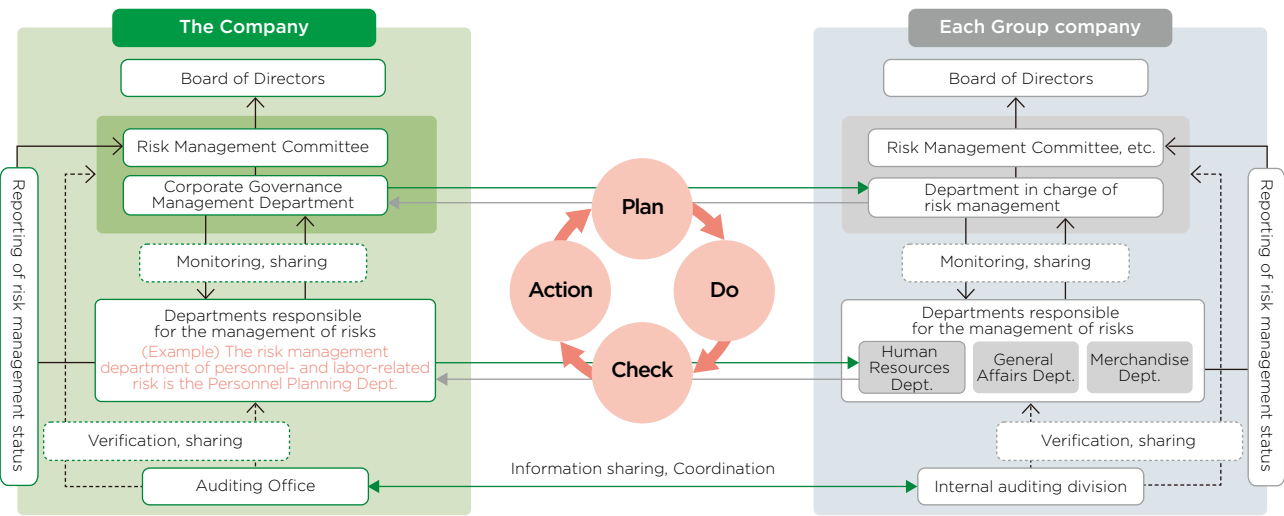 The Company
Board of Directors
Risk Management Committee
Corporate Governance
Management Department
Monitoring, sharing
Departments responsible
for the management of risks
(Example) The risk management
department of personnel- and labor-related
risk is the Personnel Planning Dept.
Verification, sharing
Auditing Office
Reporting of risk management status
Plan
Do
Check
Action
Information sharing, Coordination
Each Group company
Board of Directors
Risk Management Committee, etc.
Department in charge of
risk management
Monitoring, sharing
Departments responsible
for the management of risks
Human
Resources
Dept.
General
Affairs Dept.
Merchandise
Dept.
Verification, sharing
Internal auditing division
Reporting of risk management status